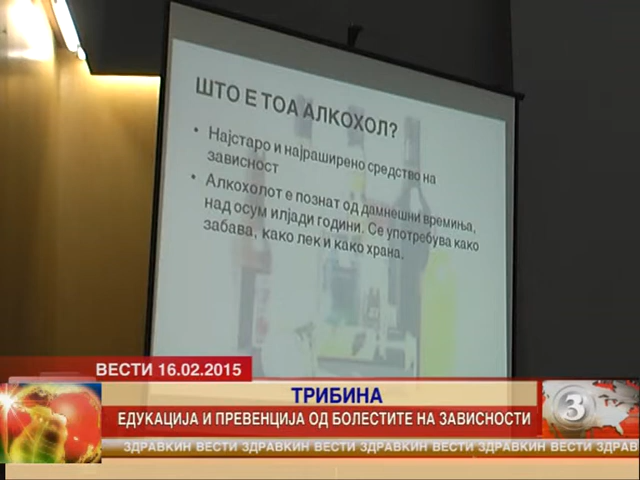 ШТО Е ТОА АЛКОХОЛ?
• Најстаро и најраширено средство на
зависност
• Алкохолот е познат од дамнешни времиња,
над осум илјади години. Се употребува како
забава, како лек и како храна.
ВЕСТИ 16.02.2015
ТРИБИНА
ЕДУКАЦИЈА И ПРЕВЕНЦИЈА ОД БОЛЕСТИТЕ НА ЗАВИСНОСТИ
3
ЗДРАВКИН ВЕСТИ ЗДРАВКИН ВЕСТИ ЗДРАВКИН ВЕСТИ ЗДРАВКИН ВЕСТИ